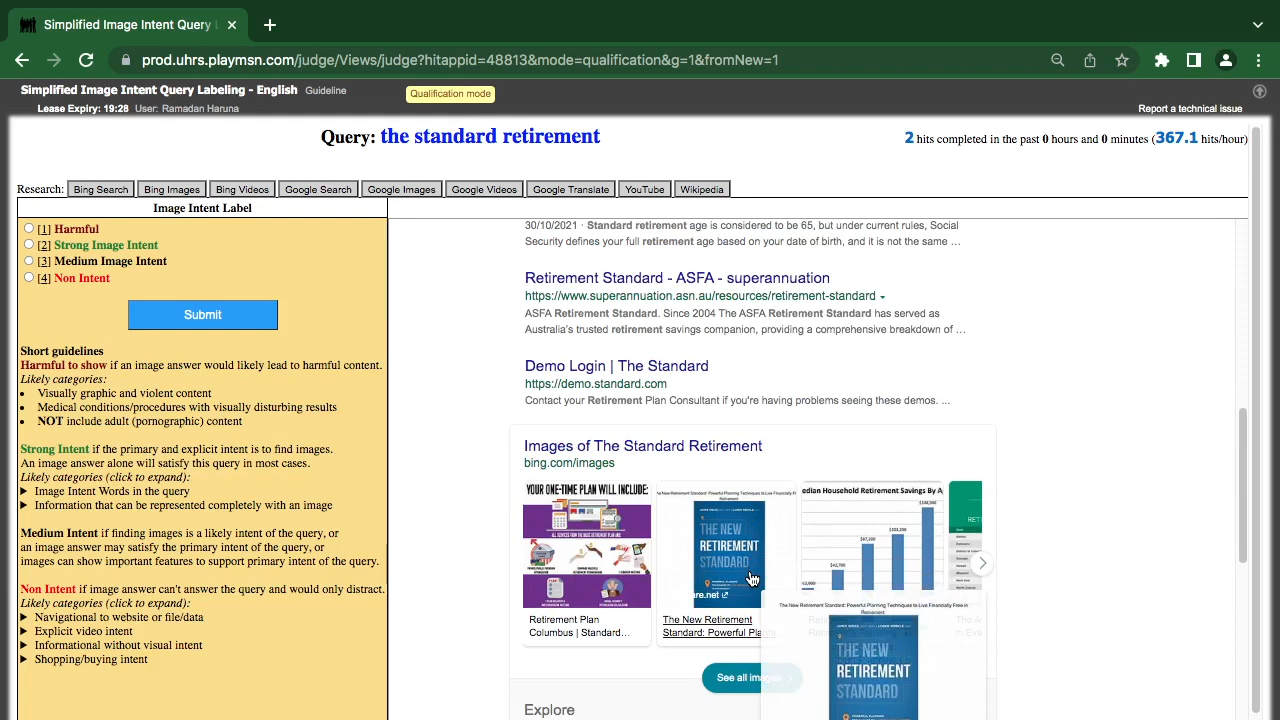 Simplified Image Intent Query L
prod.uhrs.playmsn.com/judge/Views/judge?hitappid=48813&mode=qualification&g=1&fromNew=1
Simplified Image Intent Query Labeling - English Guideline
Qualification mode
Lease Expiry: 19:28 User: Ramadan Haruna
Report a technical issue
Query: the standard retirement
2 hits completed in the past 0 hours and 0 minutes (367.1 hits/hour)
Research: Bing Search Bing Images Bing Videos Google Search Google Images Google Videos Google Translate YouTube Wikipedia
Image Intent Label
[1] Harmful
[2] Strong Image Intent
[3] Medium Image Intent
[4] Non Intent
Submit
Short guidelines
Harmful to show if an image answer would likely lead to harmful content.
Likely categories:
• Visually graphic and violent content
• Medical conditions/procedures with visually disturbing results
• NOT include adult (pornographic) content
Strong Intent if the primary and explicit intent is to find images.
An image answer alone will satisfy this query in most cases.
Likely categories (click to expand):
Image Intent Words in the query
Information that can be represented completely with an image
Medium Intent if finding images is a likely intent of the query, or
an image answer may satisfy the primary intent of the query, or
images can show important features to support primary intent of the query.
Non Intent if image answer can't answer the query and would only distract.
Likely categories (click to expand):
Navigational to website or file/data
Explicit video intent
Informational without visual intent
Shopping/buying intent
30/10/2021 · Standard retirement age is considered to be 65, but under current rules, Social
Security defines your full retirement age based on your date of birth, and it is not the same …
Retirement Standard - ASFA - superannuation
https://www.superannuation.asn.au/resources/retirement-standard
ASFA Retirement Standard. Since 2004 The ASFA Retirement Standard has served as
Australia's trusted retirement savings companion, providing a comprehensive breakdown of …
Demo Login | The Standard
https://demo.standard.com
Contact your Retirement Plan Consultant if you're having problems seeing these demos. ...
Images of The Standard Retirement
bing.com/images
YOUR ONE-TIME PLAN WILL INCLUDE:
Retirement Plan
Columbus | Standard…
THE NEW
RETIREMENT
STANDARD
are.net
The New Retirement
Standard: Powerful Plann
edian Household Retirement Savings By A
The New Retirement Standard: Powerful Planning Techniques to Live Financially Free in
Retirement
THE NEW
RETIREMENT
STANDARD
See all images
Explore